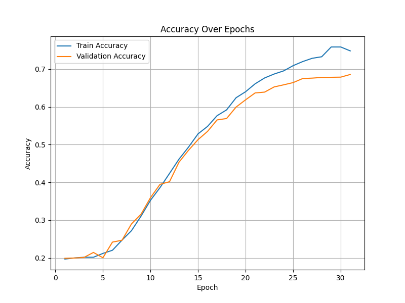 Accuracy Over Epochs
Train Accuracy
Validation Accuracy
Accuracy
0.7
0.6
0.5
0.4
0.3
0.2
0 5 10 15 20 25 30
Epoch